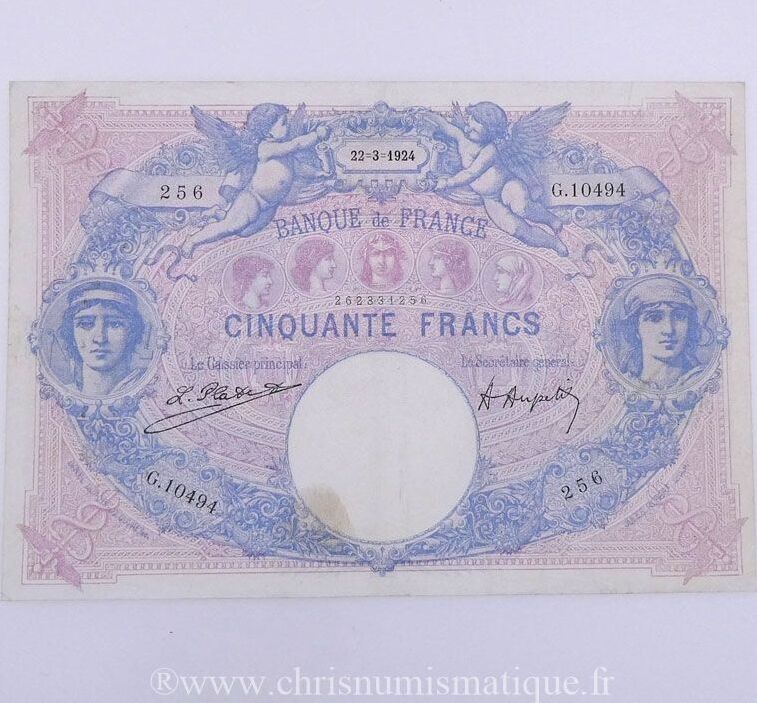 22=3=1924
256
G.10494
BANQUE de FRANCE
262331256
CINQUANTE FRANCS
Le Caissier principal. Le Secrétaire général.
G.10494
256
®www.chrisnumismatique.fr